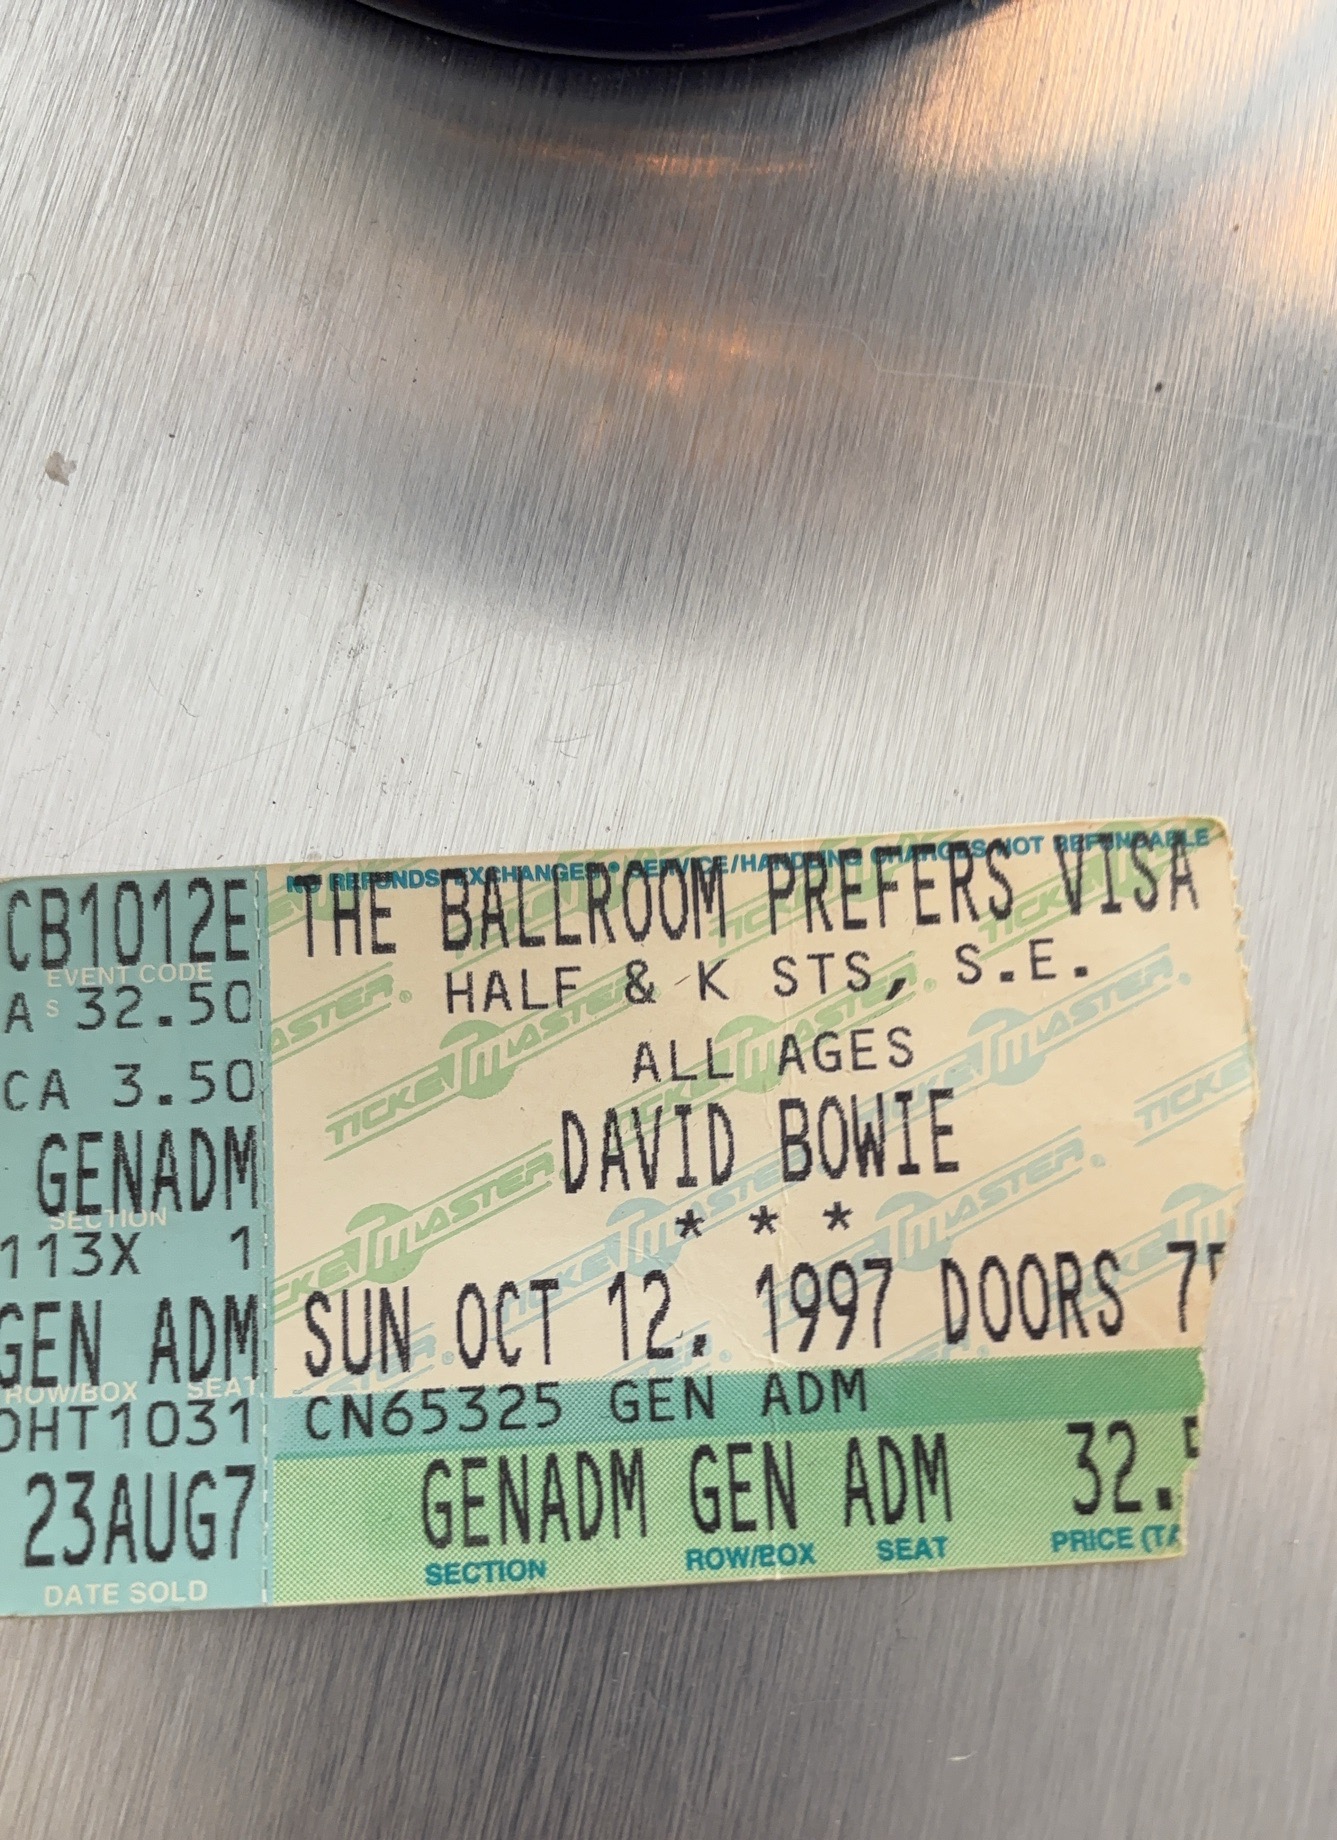 CB1012E
EVENT CODE
A $ 32.50
CA 3.50
GENADM
SECTION
113X 1
GEN ADM
ROW/BOX SEAT
OHT1031
23AUG7
DATE SOLD
NO REFUNDS/EXCHANGES • SERVICE/HANDLING CHARGES NOT REFUNDABLE
THE BALLROOM PREFERS VISA
HALF & K STS, S.E.
ALL AGES
DAVID BOWIE
* * *
SUN OCT 12, 1997 DOORS 7
CN65325 GEN ADM
GENADM GEN ADM 32.
SECTION ROW/BOX SEAT PRICE (TA
TICKETMASTER®